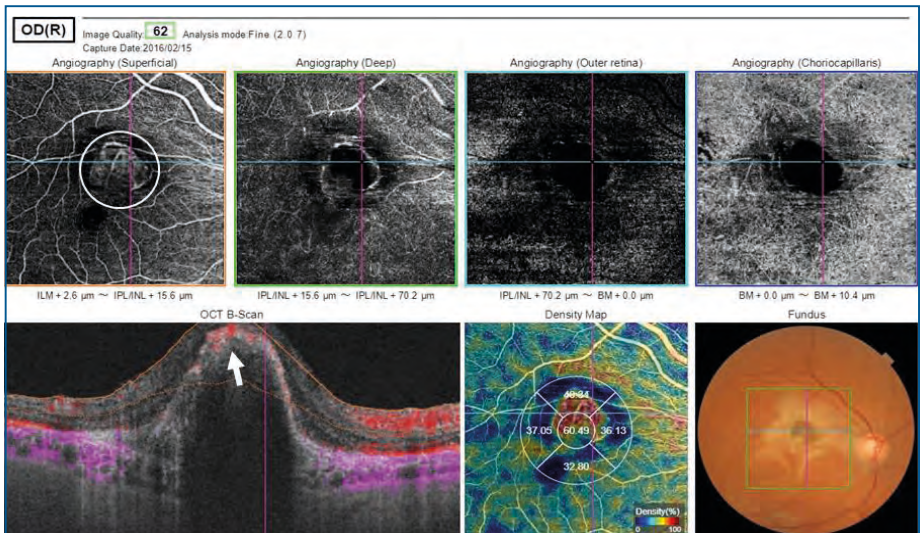 OD(R)
Image Quality: 62 Analysis mode:Fine (2.0.7)
Capture Date:2016/02/15
Angiography (Superficial)
Angiography (Deep)
Angiography (Outer retina)
Angiography (Choriocapillaris)
ILM + 2.6 μm ～ IPL/INL + 15.6 μm
IPL/INL + 15.6 μm ～ IPL/INL + 70.2 μm
IPL/INL + 70.2 μm ～ BM + 0.0 μm
BM + 0.0 μm ～ BM + 10.4 μm
OCT B-Scan
Density Map
Fundus
37.05 60.49 36.13
32.80
Density(%)
0 100